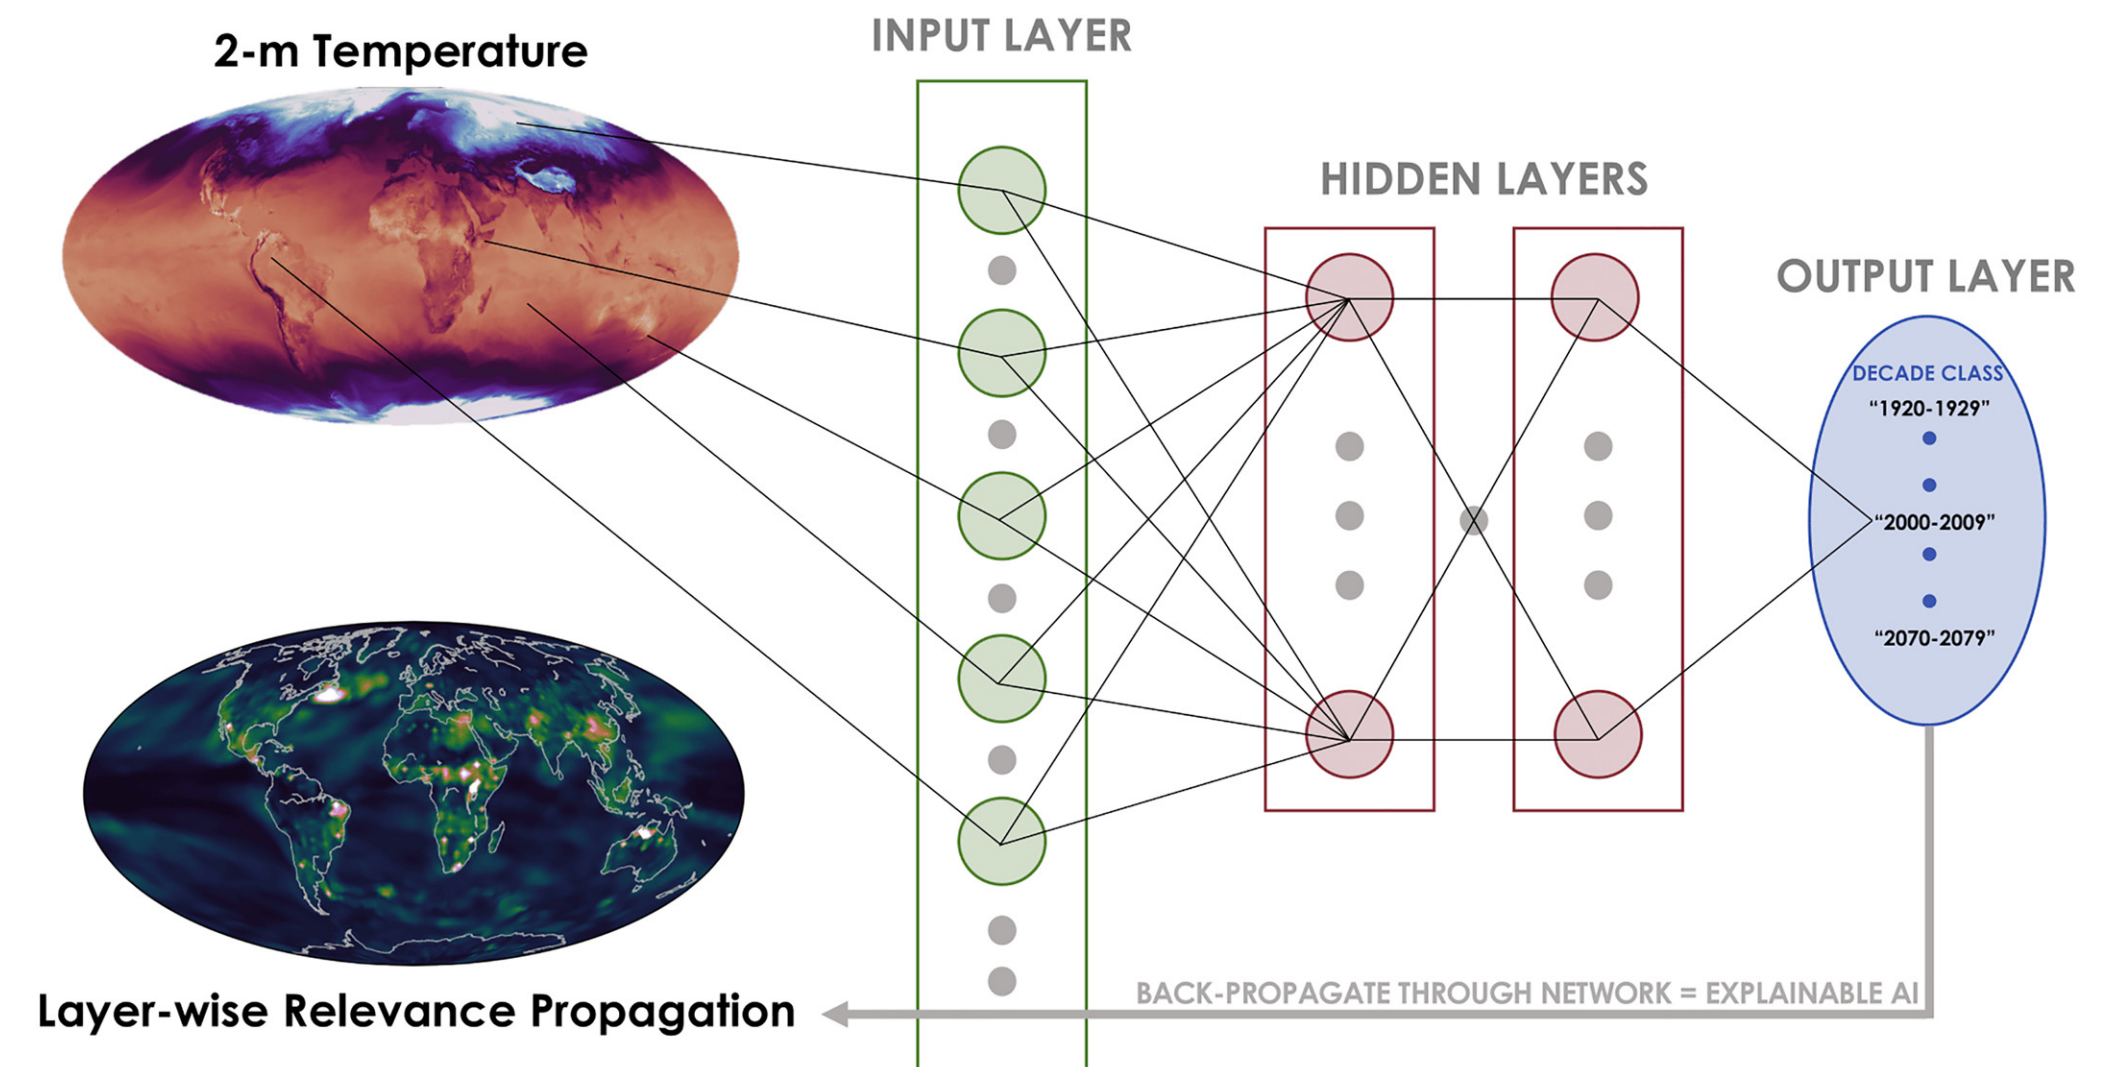 2-m Temperature
INPUT LAYER
HIDDEN LAYERS
OUTPUT LAYER
DECADE CLASS
“1920-1929”
“2000-2009”
“2070-2079”
BACK-PROPAGATE THROUGH NETWORK = EXPLAINABLE AI
Layer-wise Relevance Propagation